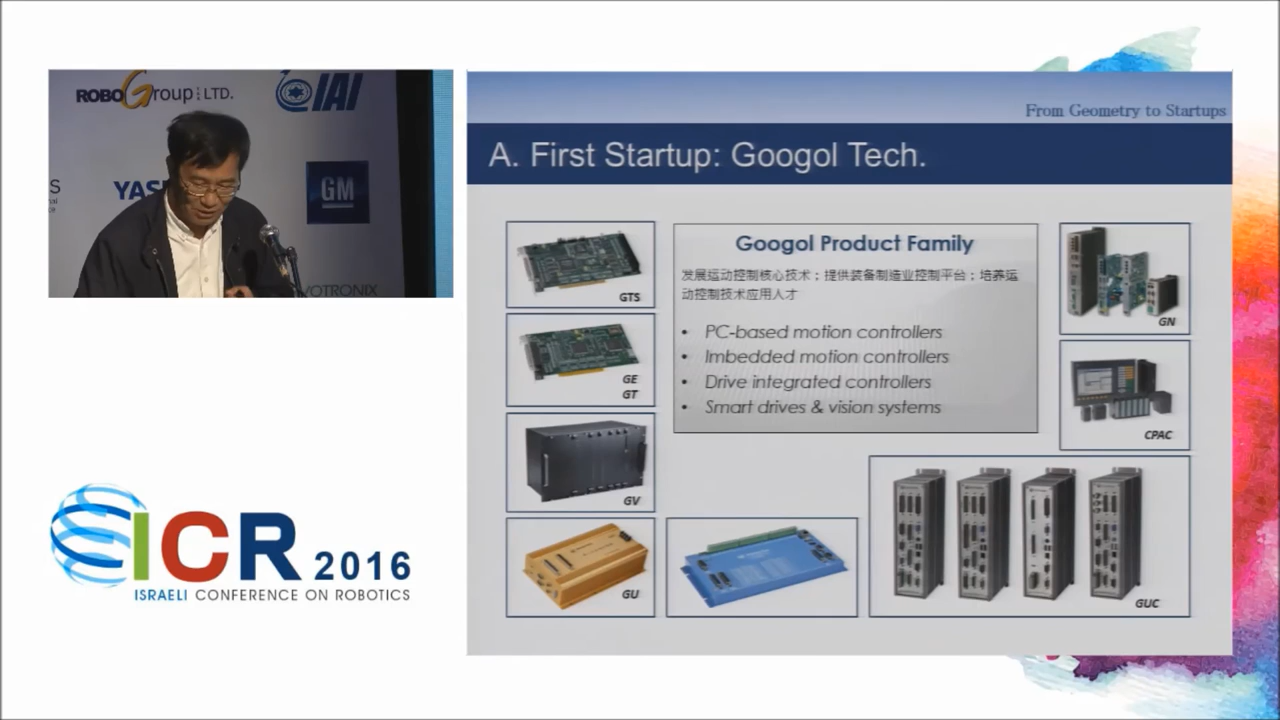 ROBO Group LTD.
IAI
YAS
GM
VOTRONIX
ICR 2016
ISRAELI CONFERENCE ON ROBOTICS
From Geometry to Startups
A. First Startup: Googol Tech.
Googol Product Family
发展运动控制核心技术；提供装备制造业控制平台；培养运
动控制技术应用人才
• PC-based motion controllers
• Imbedded motion controllers
• Drive integrated controllers
• Smart drives & vision systems
GTS
GE
GT
GV
GU
GN
CPAC
GUC